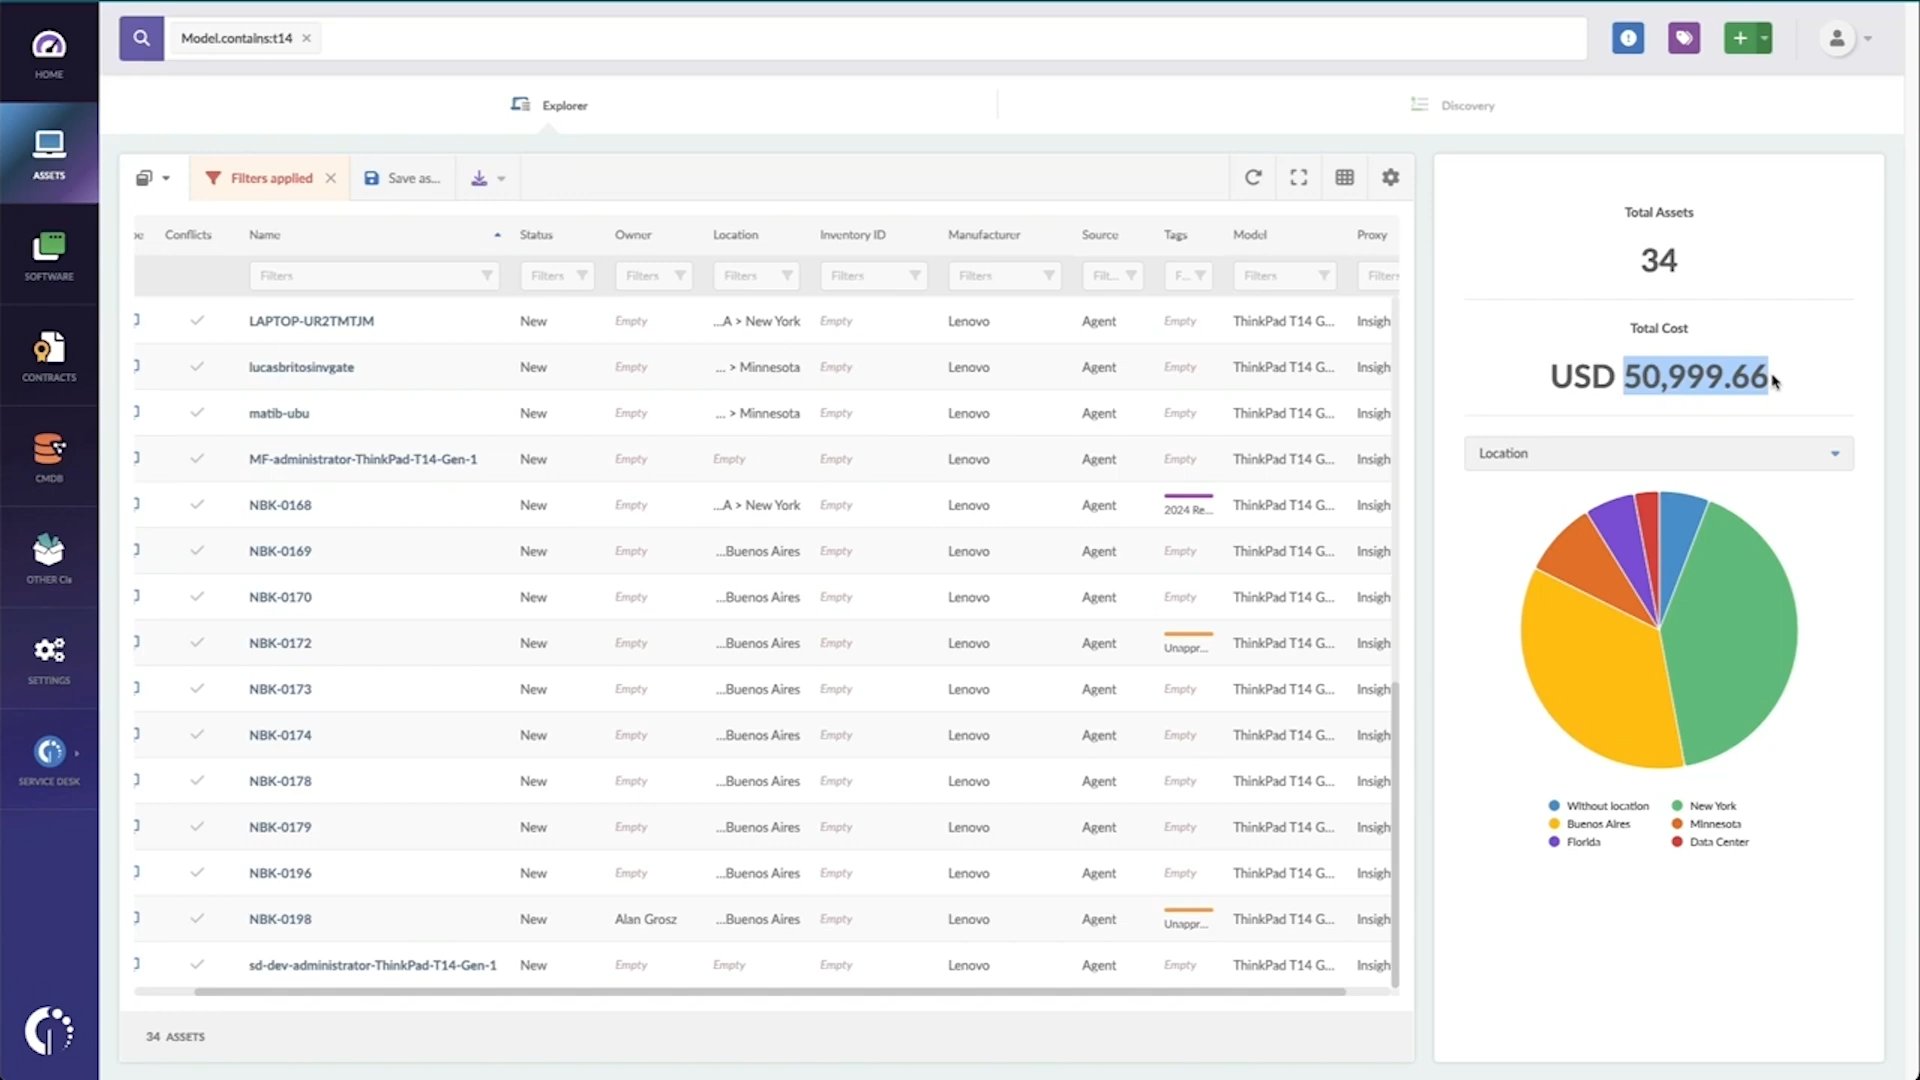 HOME
ASSETS
SOFTWARE
CONTRACTS
CMDB
OTHER CIs
SETTINGS
SERVICE DESK
Model.contains:t14
Explorer
Discovery
Filters applied
Save as...
Conflicts Name Status Owner Location Inventory ID Manufacturer Source Tags Model Proxy
Filters Filters Filters Filters Filters Filters Filt... F... Filters Filters
LAPTOP-UR2TMTJM New Empty ...A > New York Empty Lenovo Agent Empty ThinkPad T14 G... Insigh
lucasbritosinvgate New Empty ... > Minnesota Empty Lenovo Agent Empty ThinkPad T14 G... Insigh
matib-ubu New Empty ... > Minnesota Empty Lenovo Agent Empty ThinkPad T14 G... Insigh
MF-administrator-ThinkPad-T14-Gen-1 New Empty Empty Empty Lenovo Agent Empty ThinkPad T14 G... Insigh
NBK-0168 New Empty ...A > New York Empty Lenovo Agent 2024 Re... ThinkPad T14 G... Insigh
NBK-0169 New Empty ...Buenos Aires Empty Lenovo Agent Empty ThinkPad T14 G... Insigh
NBK-0170 New Empty ...Buenos Aires Empty Lenovo Agent Empty ThinkPad T14 G... Insigh
NBK-0172 New Empty ...Buenos Aires Empty Lenovo Agent Unappr... ThinkPad T14 G... Insigh
NBK-0173 New Empty ...Buenos Aires Empty Lenovo Agent Empty ThinkPad T14 G... Insigh
NBK-0174 New Empty ...Buenos Aires Empty Lenovo Agent Empty ThinkPad T14 G... Insigh
NBK-0178 New Empty ...Buenos Aires Empty Lenovo Agent Empty ThinkPad T14 G... Insigh
NBK-0179 New Empty ...Buenos Aires Empty Lenovo Agent Empty ThinkPad T14 G... Insigh
NBK-0196 New Empty ...Buenos Aires Empty Lenovo Agent Empty ThinkPad T14 G... Insigh
NBK-0198 New Alan Grosz ...Buenos Aires Empty Lenovo Agent Unappr... ThinkPad T14 G... Insigh
sd-dev-administrator-ThinkPad-T14-Gen-1 New Empty Empty Empty Lenovo Agent Empty ThinkPad T14 G... Insigh
34 ASSETS
Total Assets
34
Total Cost
USD 50,999.66
Location
Without location New York
Buenos Aires Minnesota
Florida Data Center